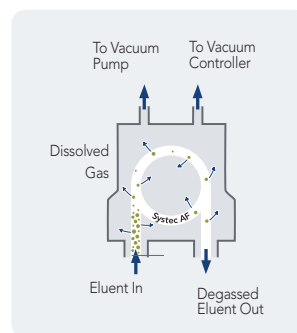 To Vacuum
Pump
To Vacuum
Controller
Dissolved
Gas
Systec AF
Eluent In
Degassed
Eluent Out